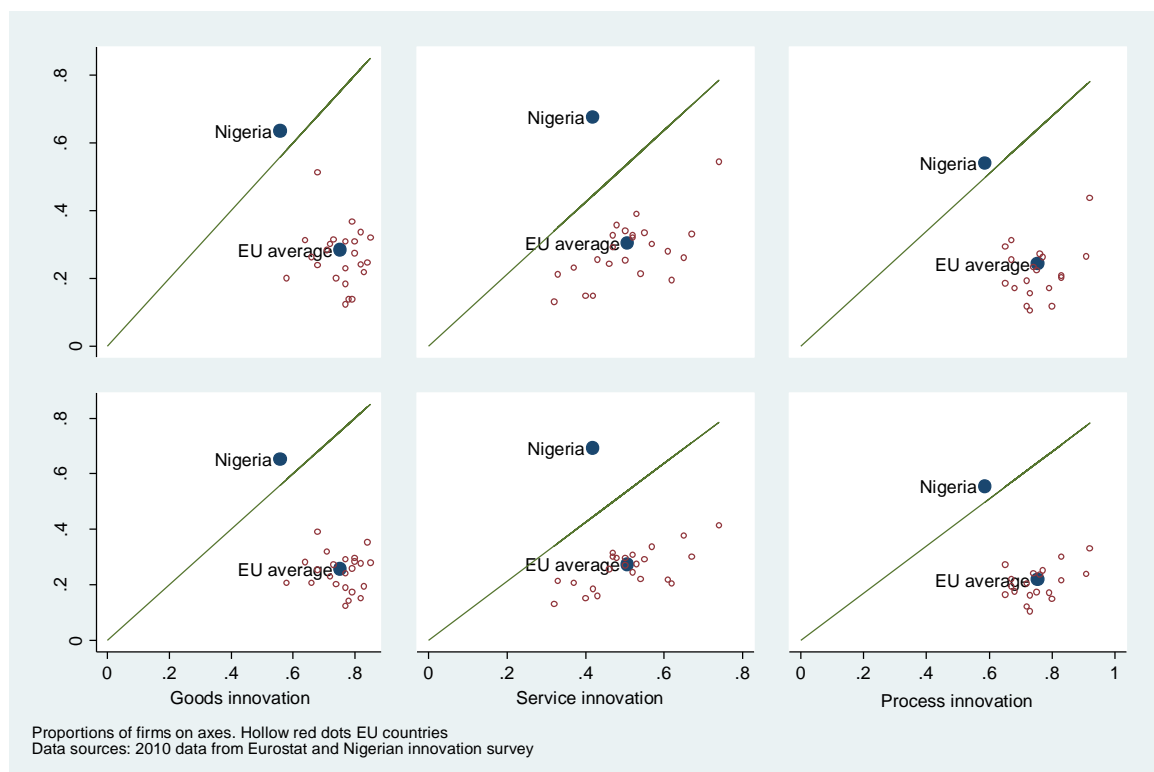 .8
.6
.4
.2
0
Nigeria
EU average
Nigeria
EU average
Nigeria
EU average
.8
.6
.4
.2
0
Nigeria
EU average
Nigeria
EU average
Nigeria
EU average
0 .2 .4 .6 .8
Goods innovation
0 .2 .4 .6 .8
Service innovation
0 .2 .4 .6 .8 1
Process innovation
Proportions of firms on axes. Hollow red dots EU countries
Data sources: 2010 data from Eurostat and Nigerian innovation survey